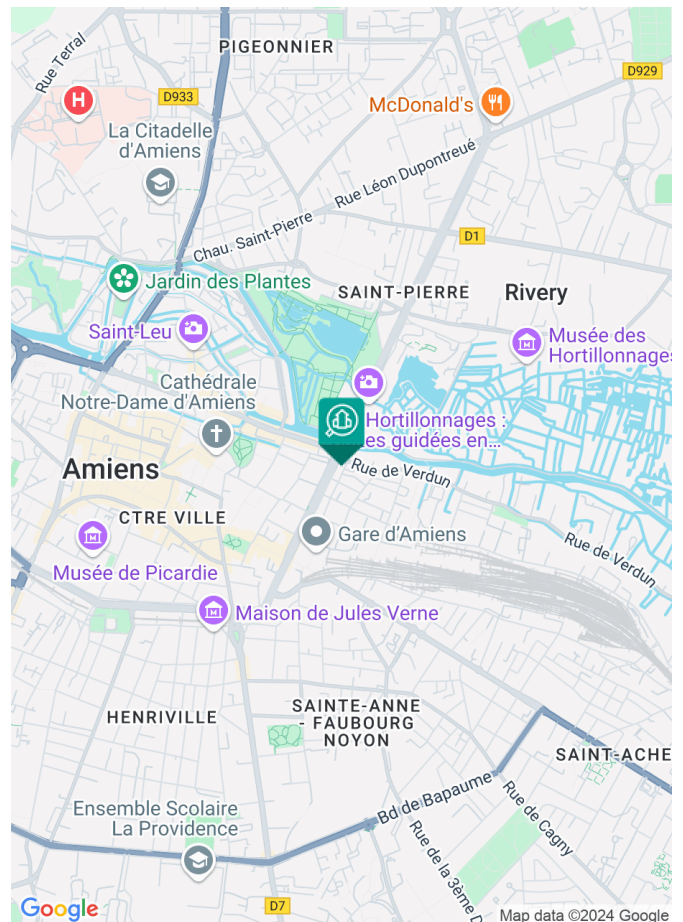 PIGEONNIER
Rue Terral
D929
H
D933
McDonald's
La Citadelle
d'Amiens
Rue Léon Dupontreué
Chau. Saint-Pierre
D1
Jardin des Plantes
SAINT-PIERRE
Rivery
Saint-Leu
Musée des
Hortillonnages
Cathédrale
Notre-Dame d'Amiens
Hortillonnages :
es guidées en...
Amiens
Rue de Verdun
CTRE VILLE
Gare d'Amiens
Rue de Verdun
Musée de Picardie
Maison de Jules Verne
HENRIVILLE
SAINTE-ANNE
- FAUBOURG
NOYON
SAINT-ACHE
Bd de Bapaume
Rue de Cagny
Ensemble Scolaire
La Providence
Rue de la 3ème
D7
Google
Map data ©2024 Google